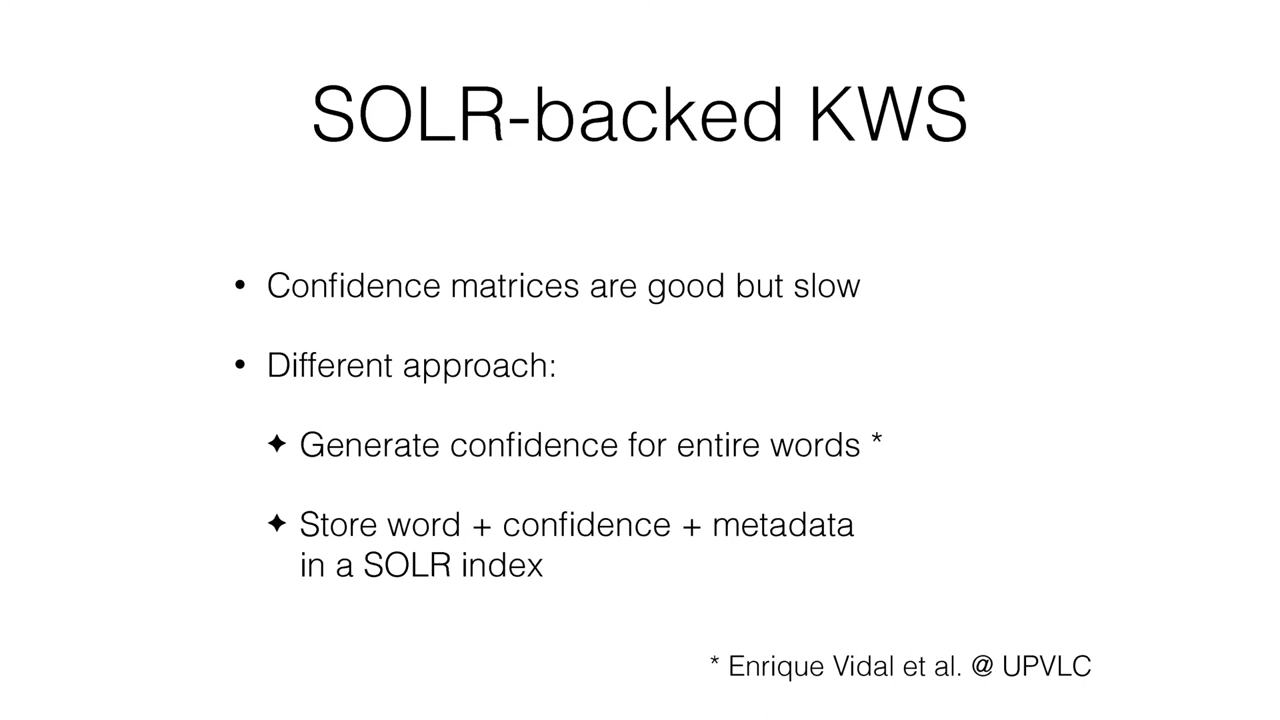 SOLR-backed KWS
• Confidence matrices are good but slow
• Different approach:
✦ Generate confidence for entire words *
✦ Store word + confidence + metadata
in a SOLR index
* Enrique Vidal et al. @ UPVLC